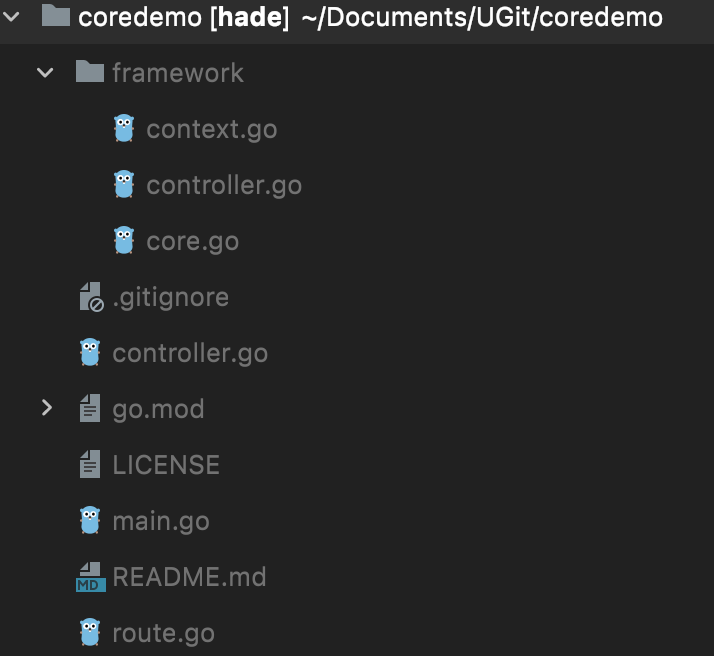 coredemo [hade] ~/Documents/UGit/coredemo
framework
context.go
controller.go
core.go
.gitignore
controller.go
go.mod
LICENSE
main.go
MD README.md
route.go